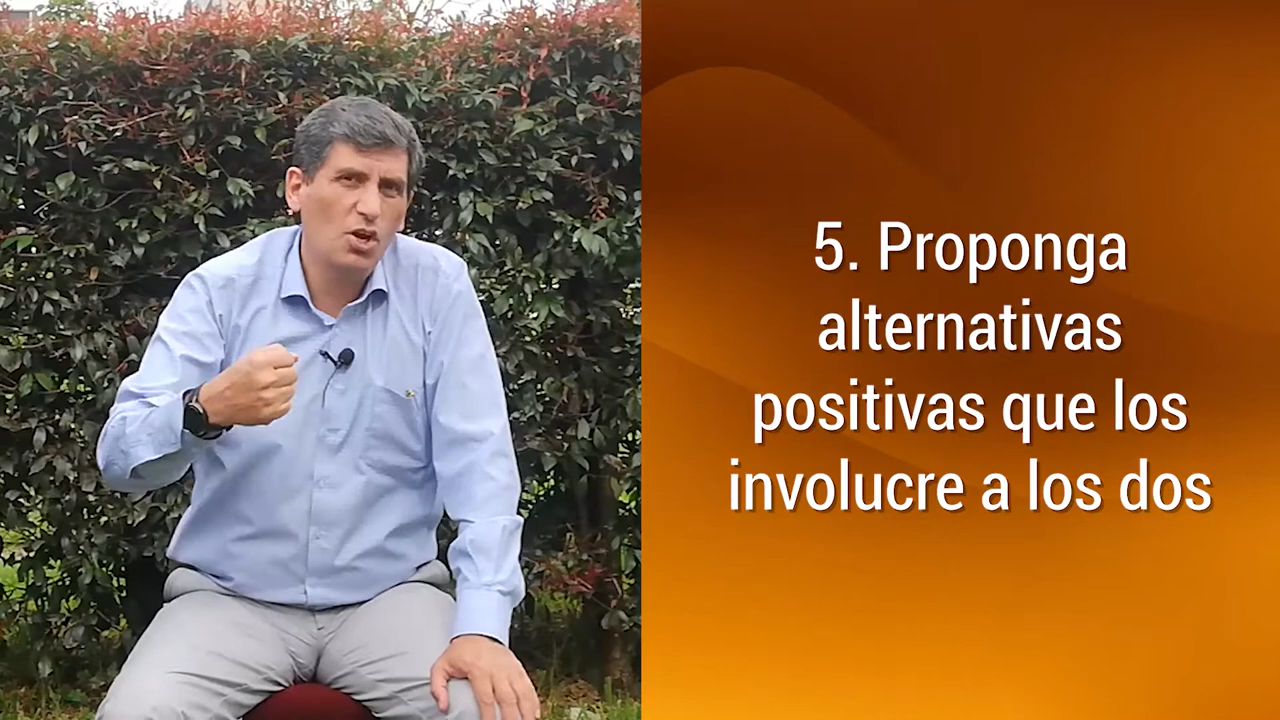 5. Proponga
alternativas
positivas que los
involucre a los dos